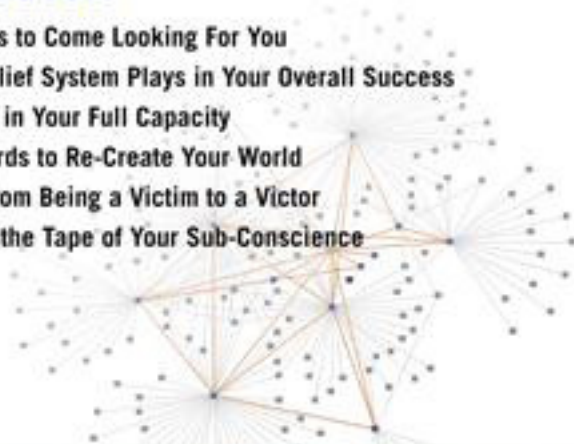 s to Come Looking For You
lief System Plays in Your Overall Success
in Your Full Capacity
rds to Re-Create Your World
om Being a Victim to a Victor
the Tape of Your Sub-Conscience